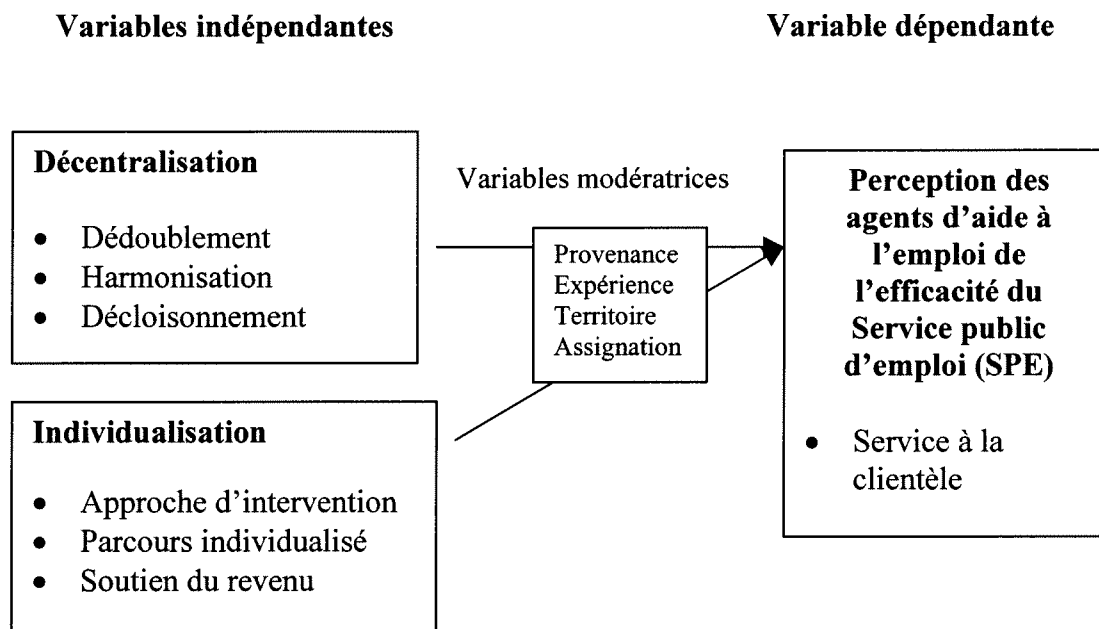 Variables indépendantes
Variable dépendante
Décentralisation
• Dédoublement
• Harmonisation
• Décloisonnement
Variables modératrices
Provenance
Expérience
Territoire
Assignation
Individualisation
• Approche d'intervention
• Parcours individualisé
• Soutien du revenu
Perception des
agents d'aide à
l'emploi de
l'efficacité du
Service public
d'emploi (SPE)
• Service à la
clientèle